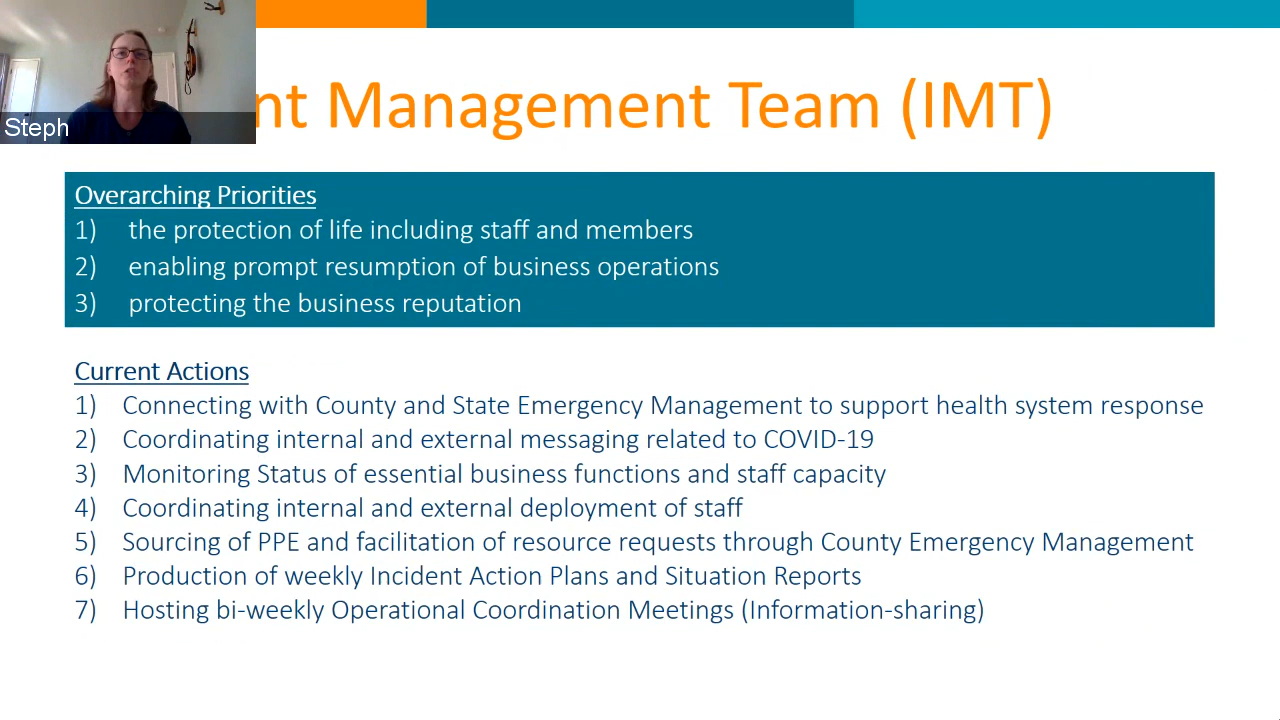 Steph
nt Management Team (IMT)
Overarching Priorities
1) the protection of life including staff and members
2) enabling prompt resumption of business operations
3) protecting the business reputation
Current Actions
1) Connecting with County and State Emergency Management to support health system response
2) Coordinating internal and external messaging related to COVID-19
3) Monitoring Status of essential business functions and staff capacity
4) Coordinating internal and external deployment of staff
5) Sourcing of PPE and facilitation of resource requests through County Emergency Management
6) Production of weekly Incident Action Plans and Situation Reports
7) Hosting bi-weekly Operational Coordination Meetings (Information-sharing)